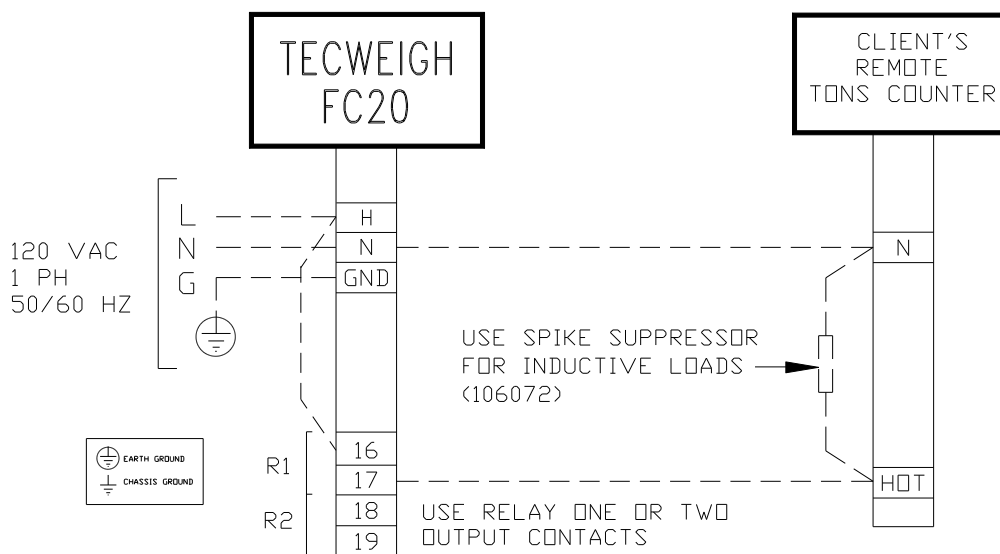 TECWEIGH
FC20
CLIENT'S
REMOTE
TONS COUNTER
120 VAC
1 PH
50/60 HZ
L
N
G
H
N
GND
N
USE SPIKE SUPPRESSOR
FOR INDUCTIVE LOADS
(106072)
EARTH GROUND
CHASSIS GROUND
R1
R2
16
17
18
19
HOT
USE RELAY ONE OR TWO
OUTPUT CONTACTS